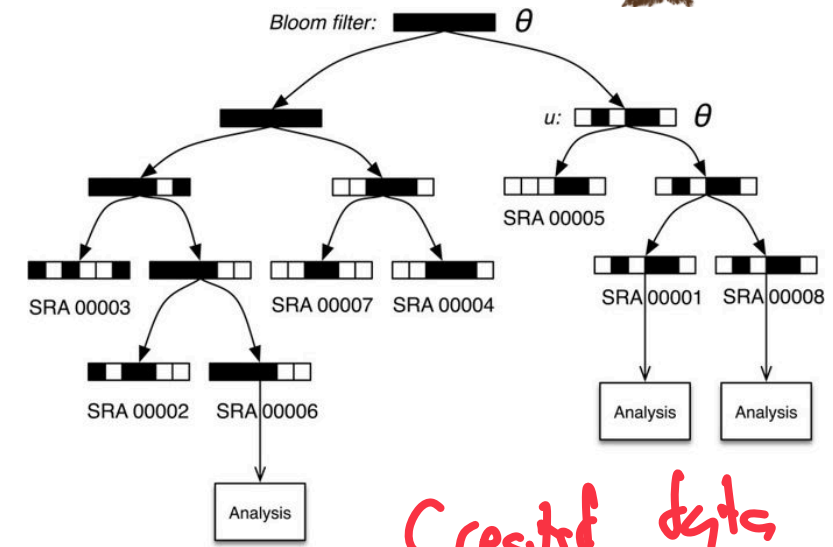 Bloom filter: θ
u: θ
SRA 00005
SRA 00003
SRA 00007
SRA 00004
SRA 00001
SRA 00008
SRA 00002
SRA 00006
Analysis
Analysis
Analysis
data